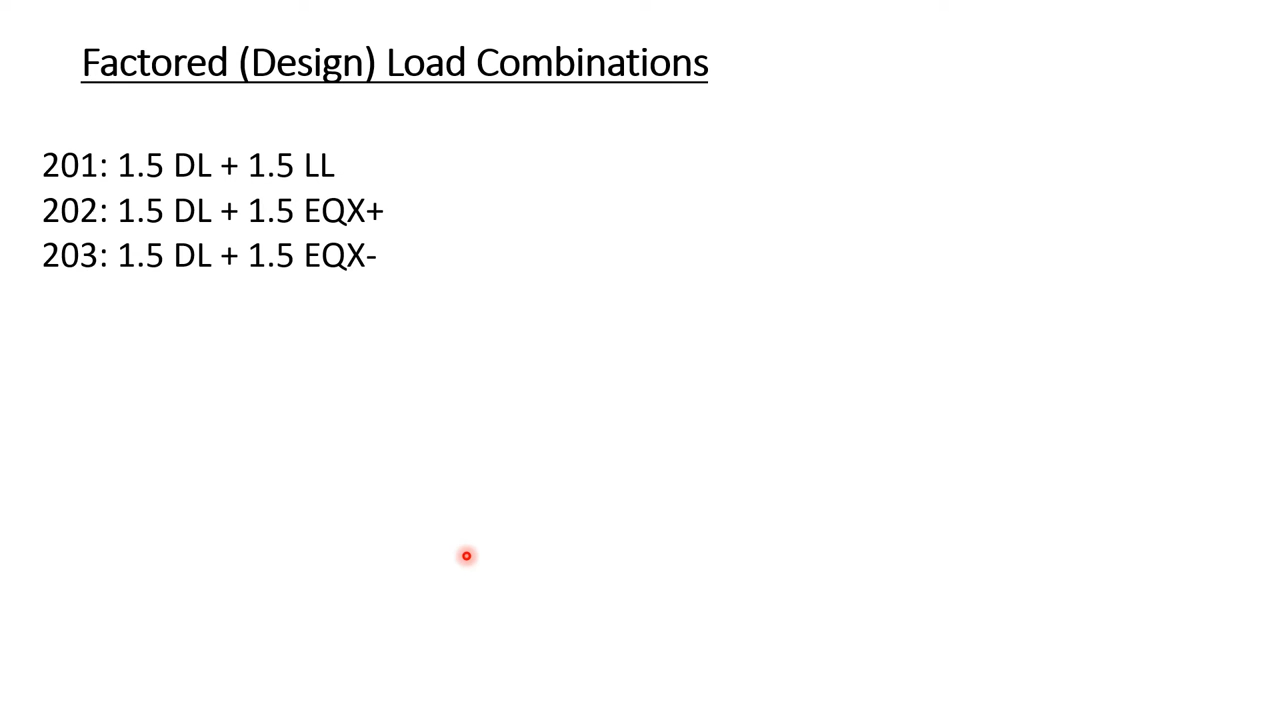 Factored (Design) Load Combinations
201: 1.5 DL + 1.5 LL
202: 1.5 DL + 1.5 EQX+
203: 1.5 DL + 1.5 EQX-